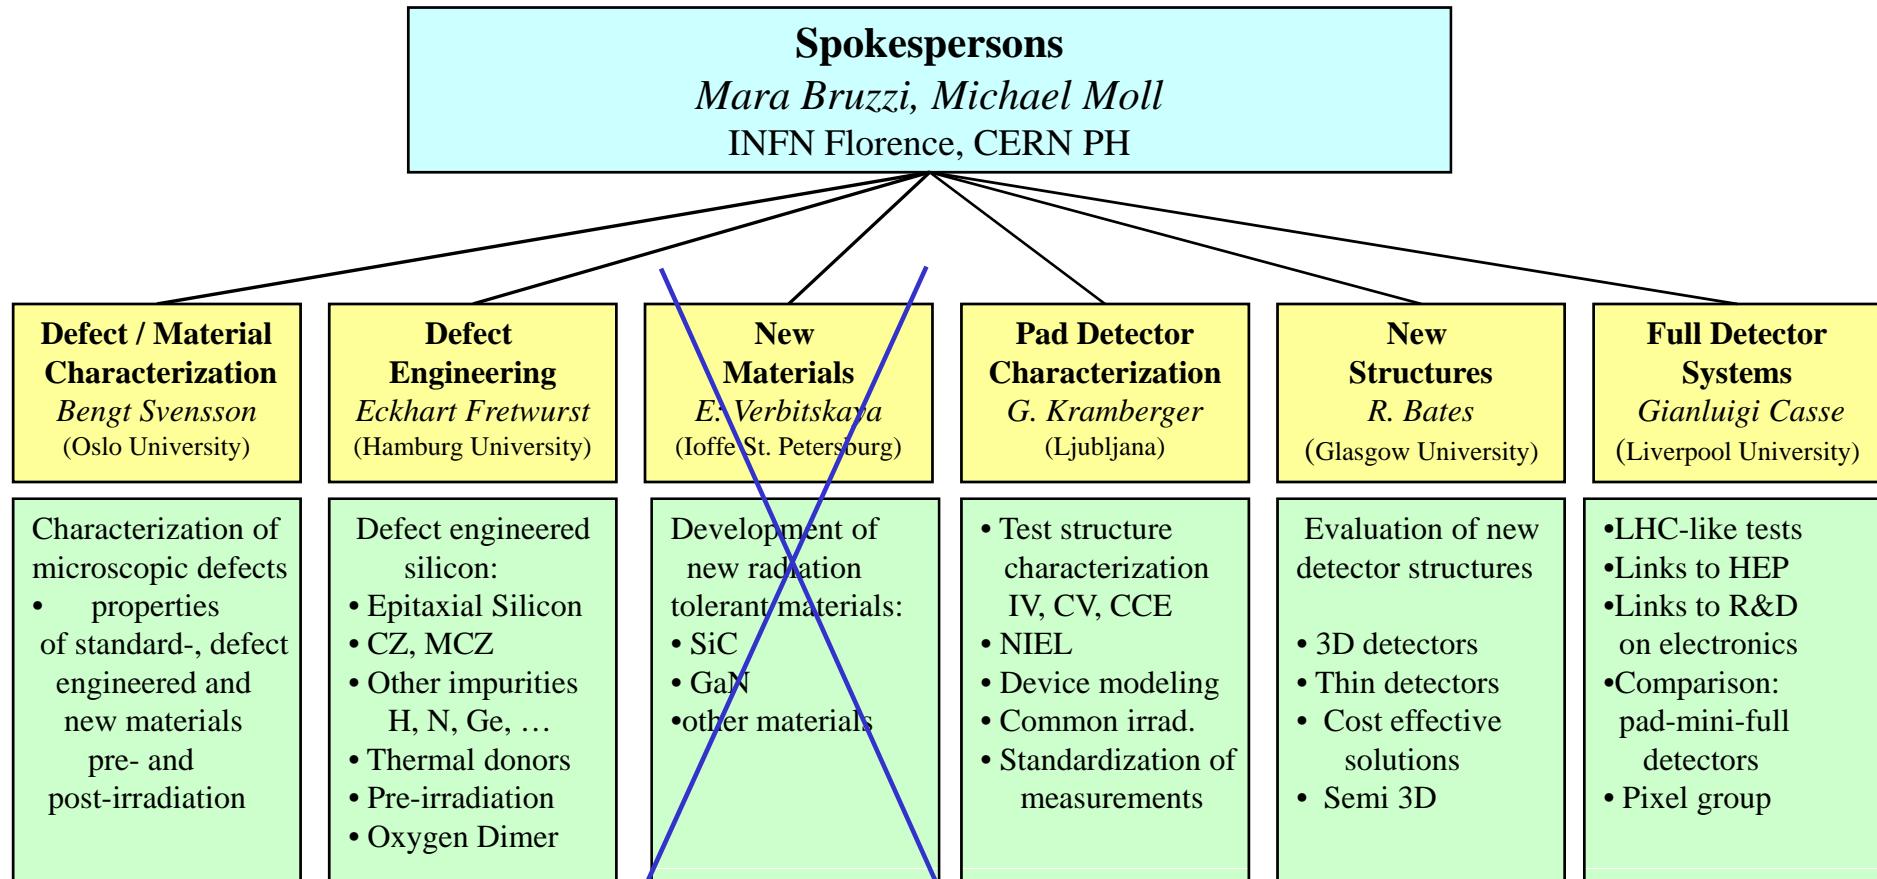 Spokespersons
Mara Bruzzi, Michael Moll
INFN Florence, CERN PH
Defect / Material
Characterization
Bengt Svensson
(Oslo University)
Characterization of
microscopic defects
• properties
of standard-, defect
engineered and
new materials
pre- and
post-irradiation
Defect
Engineering
Eckhart Fretwurst
(Hamburg University)
Defect engineered
silicon:
• Epitaxial Silicon
• CZ, MCZ
• Other impurities
H, N, Ge, …
• Thermal donors
• Pre-irradiation
• Oxygen Dimer
New
Materials
E: Verbitskaya
(Ioffe St. Petersburg)
Development of
new radiation
tolerant materials:
• SiC
• GaN
•other materials
Pad Detector
Characterization
G. Kramberger
(Ljubljana)
• Test structure
characterization
IV, CV, CCE
• NIEL
• Device modeling
• Common irrad.
• Standardization of
measurements
New
Structures
R. Bates
(Glasgow University)
Evaluation of new
detector structures
• 3D detectors
• Thin detectors
• Cost effective
solutions
• Semi 3D
Full Detector
Systems
Gianluigi Casse
(Liverpool University)
•LHC-like tests
•Links to HEP
•Links to R&D
on electronics
•Comparison:
pad-mini-full
detectors
• Pixel group